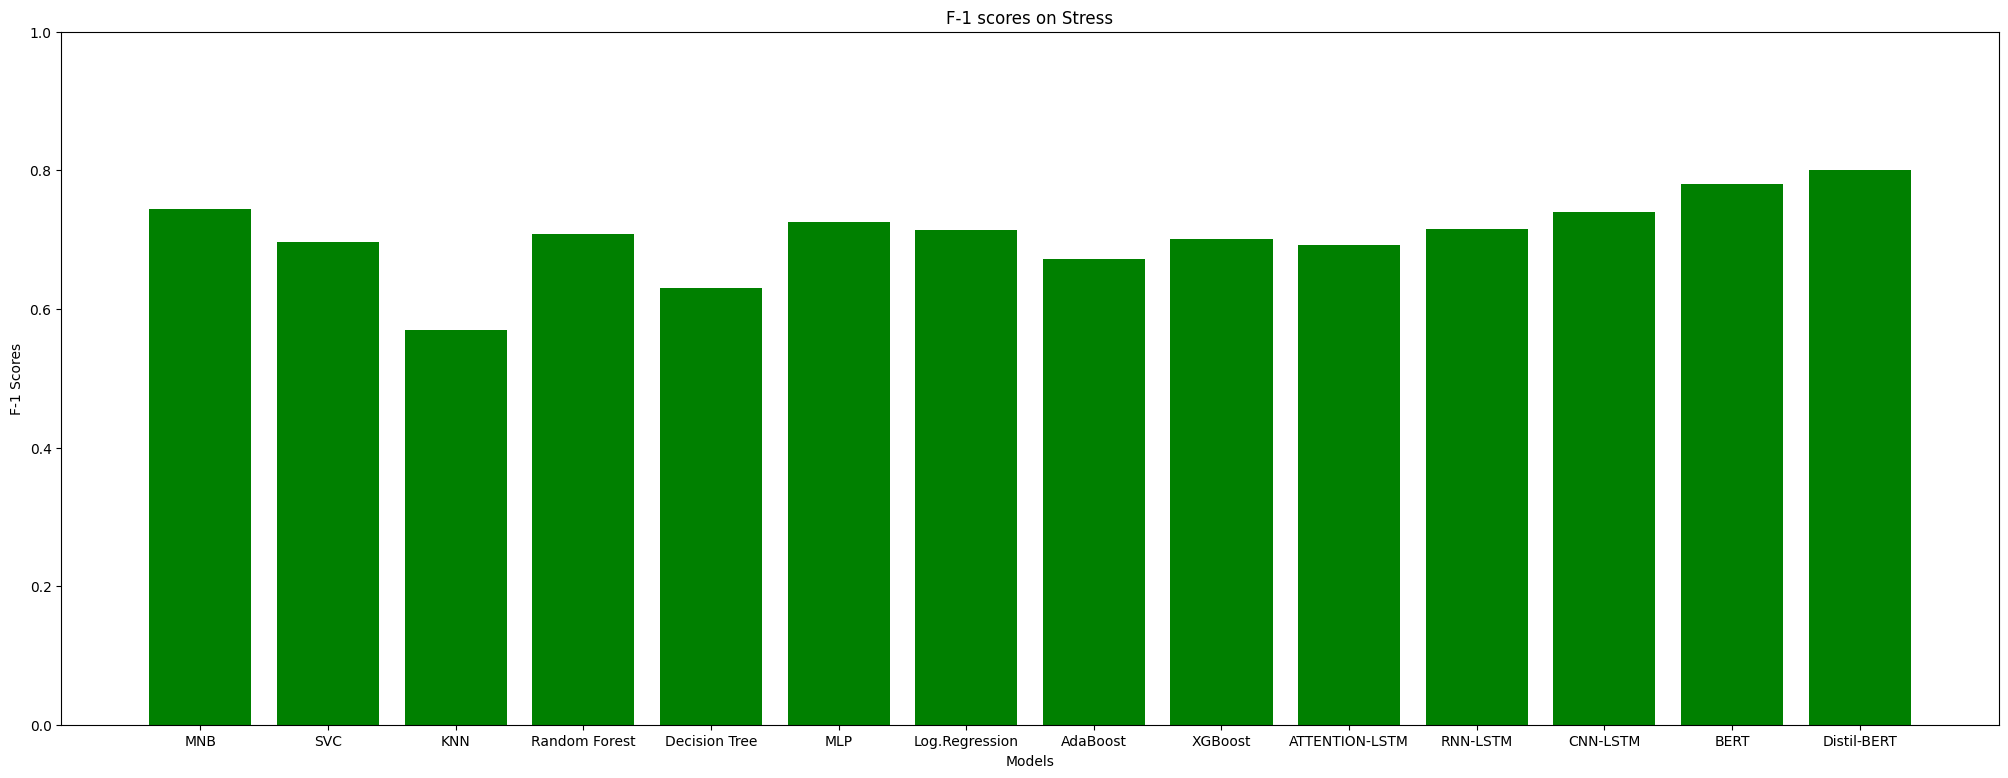 F-1 scores on Stress
1.0
0.8
0.6
0.4
0.2
0.0
F-1 Scores
MNB SVC KNN Random Forest Decision Tree MLP Log.Regression AdaBoost XGBoost ATTENTION-LSTM RNN-LSTM CNN-LSTM BERT Distil-BERT
Models